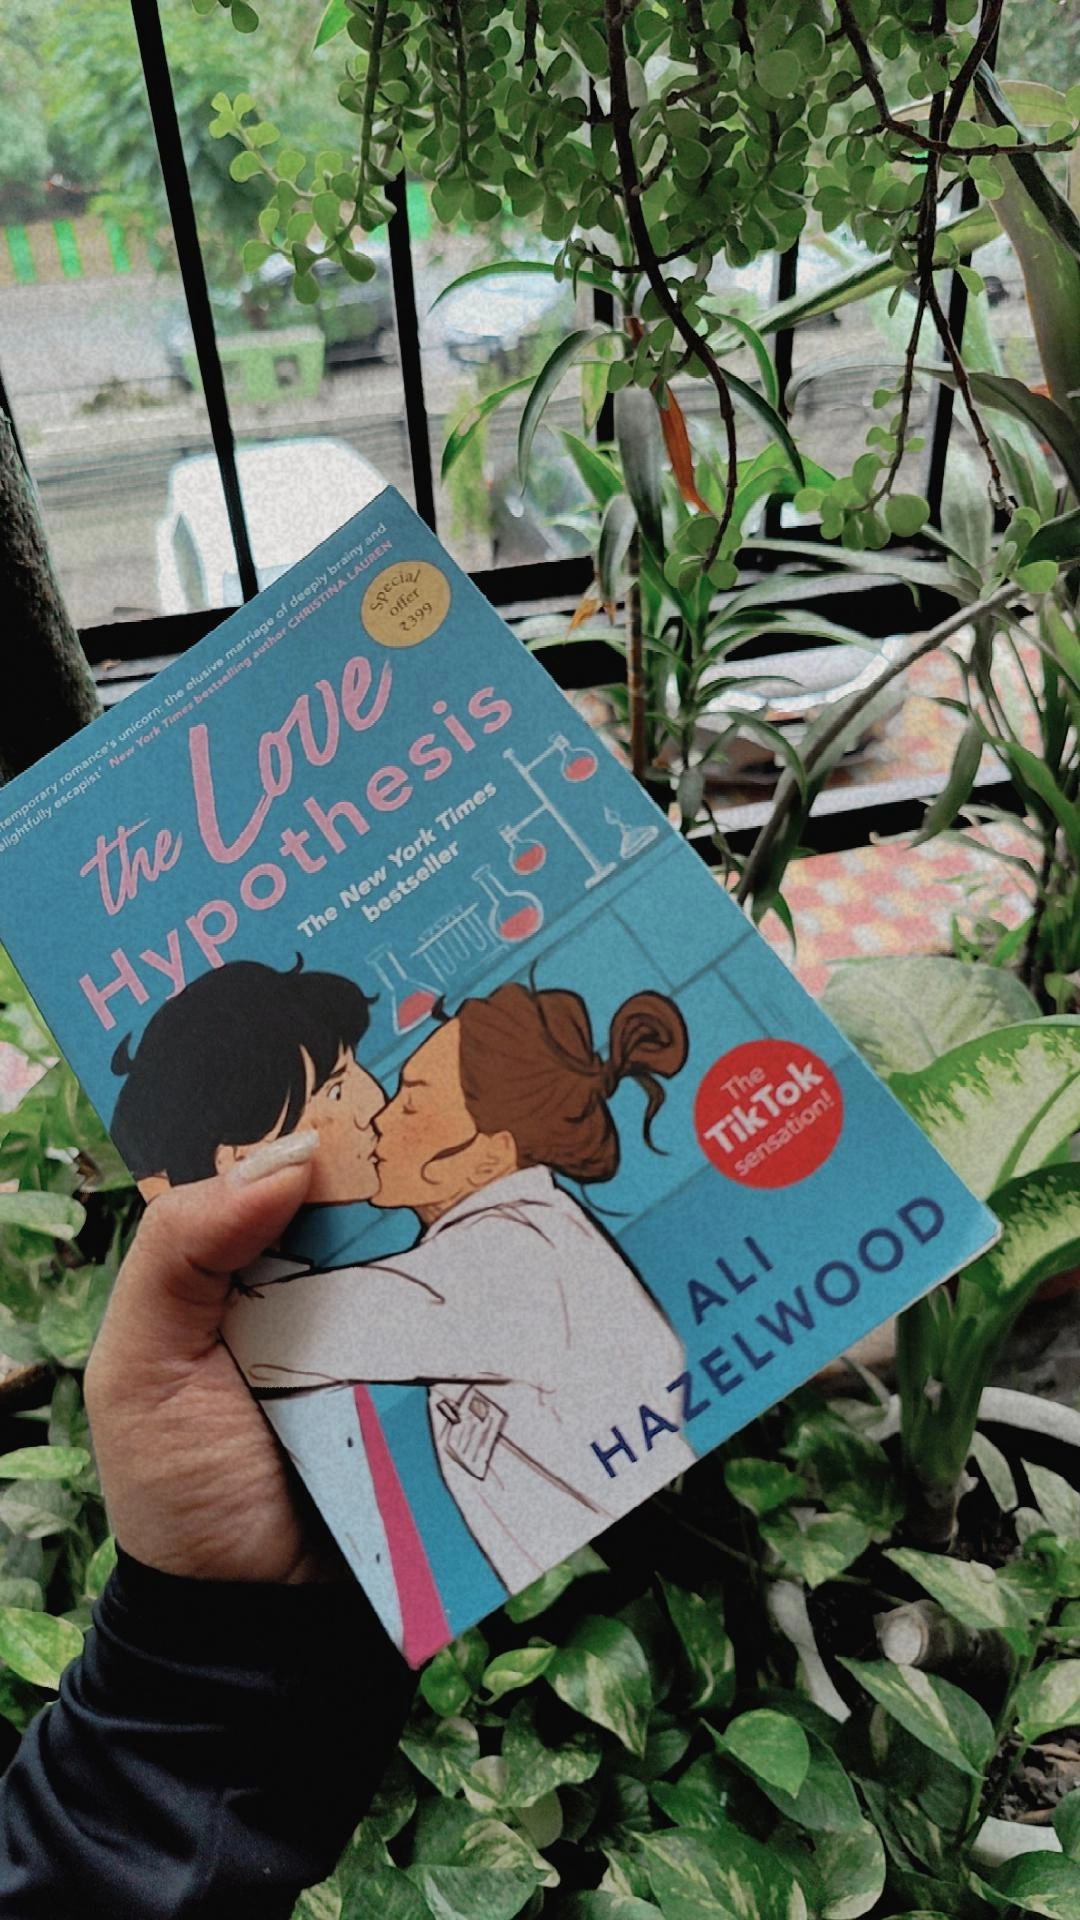 temporary romance's unicorn: the elusive marriage of deeply brainy and
delightfully escapist' New York Times bestselling author CHRISTINA LAUREN
Special
offer
₹399
the Love
Hypothesis
The New York Times
bestseller
The
TikTok
sensation!
ALI
HAZELWOOD